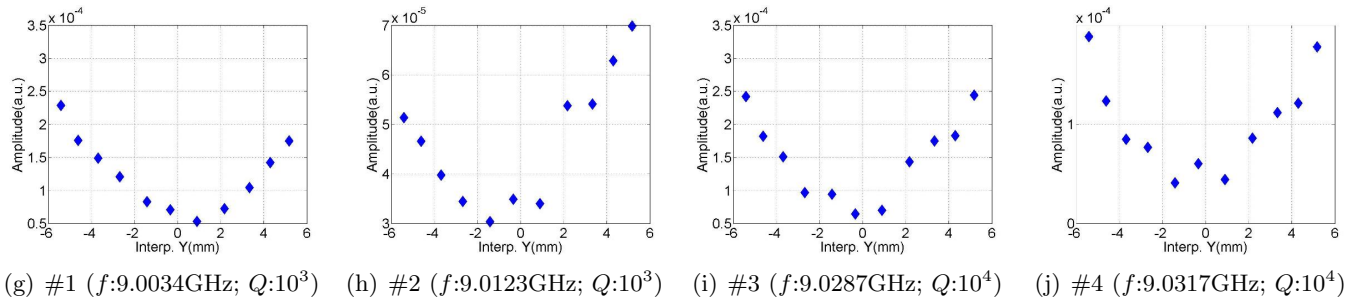 x 10^-4
3.5
3
2.5
2
1.5
1
0.5
Amplitude(a.u.)
-6 -4 -2 0 2 4 6
Interp. Y(mm)
(g) #1 (f:9.0034GHz; Q:10^3)
x 10^-5
7
6
5
4
3
Amplitude(a.u.)
-6 -4 -2 0 2 4 6
Interp. Y(mm)
(h) #2 (f:9.0123GHz; Q:10^3)
x 10^-4
3.5
3
2.5
2
1.5
1
0.5
Amplitude(a.u.)
-6 -4 -2 0 2 4 6
Interp. Y(mm)
(i) #3 (f:9.0287GHz; Q:10^4)
x 10^-4
1
0
Amplitude(a.u.)
-6 -4 -2 0 2 4 6
Interp. Y(mm)
(j) #4 (f:9.0317GHz; Q:10^4)